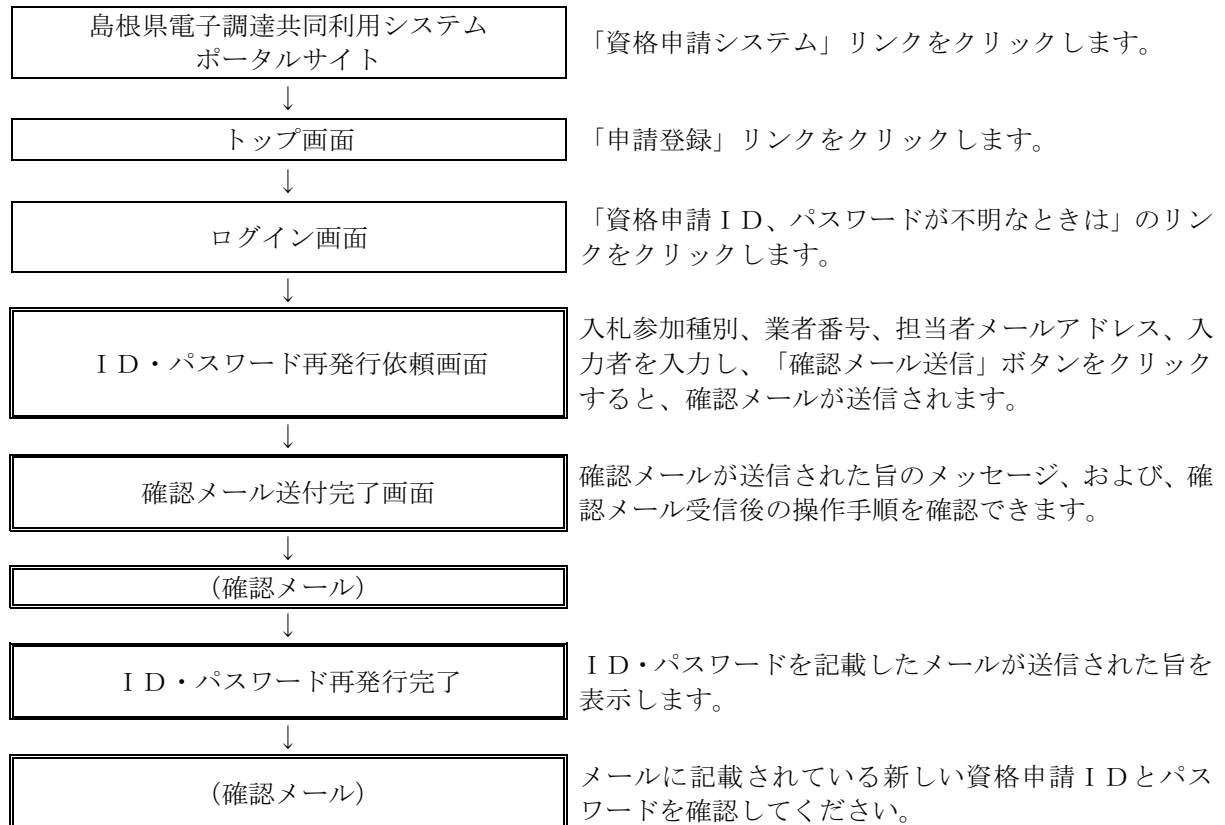 島根県電子調達共同利用システム
ポータルサイト
「資格申請システム」リンクをクリックします。
↓
トップ画面
「申請登録」リンクをクリックします。
↓
ログイン画面
「資格申請ＩＤ、パスワードが不明なときは」のリン
クをクリックします。
↓
ＩＤ・パスワード再発行依頼画面
入札参加種別、業者番号、担当者メールアドレス、入
力者を入力し、「確認メール送信」ボタンをクリック
すると、確認メールが送信されます。
↓
確認メール送付完了画面
確認メールが送信された旨のメッセージ、および、確
認メール受信後の操作手順を確認できます。
↓
（確認メール）
↓
ＩＤ・パスワード再発行完了
ＩＤ・パスワードを記載したメールが送信された旨を
表示します。
↓
（確認メール）
メールに記載されている新しい資格申請ＩＤとパス
ワードを確認してください。